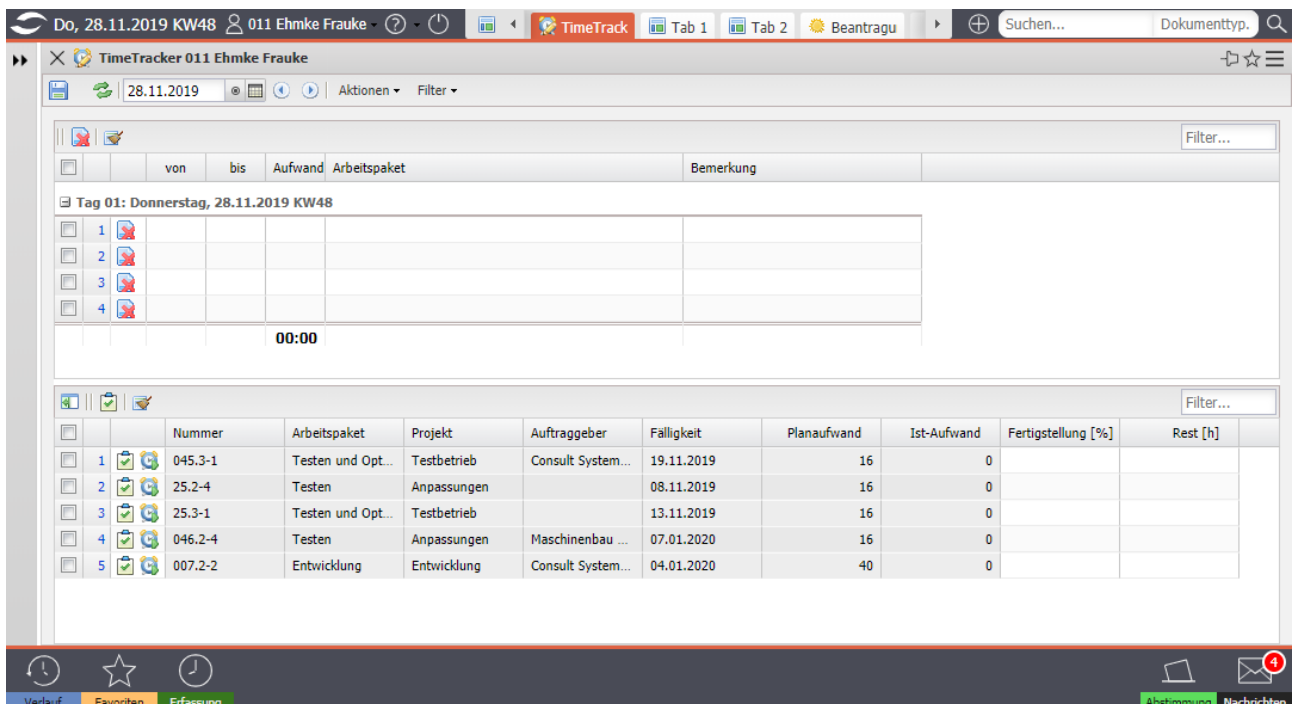 Do, 28.11.2019 KW48 011 Ehmke Frauke TimeTrack Tab 1 Tab 2 Beantragu Suchen... Dokumenttyp.
TimeTracker 011 Ehmke Frauke
28.11.2019 Aktionen Filter
Filter...
von bis Aufwand Arbeitspaket Bemerkung
Tag 01: Donnerstag, 28.11.2019 KW48
1
2
3
4
00:00
Filter...
Nummer Arbeitspaket Projekt Auftraggeber Fälligkeit Planaufwand Ist-Aufwand Fertigstellung [%] Rest [h]
1 045.3-1 Testen und Opt... Testbetrieb Consult System... 19.11.2019 16 0
2 25.2-4 Testen Anpassungen 08.11.2019 16 0
3 25.3-1 Testen und Opt... Testbetrieb 13.11.2019 16 0
4 046.2-4 Testen Anpassungen Maschinenbau ... 07.01.2020 16 0
5 007.2-2 Entwicklung Entwicklung Consult System... 04.01.2020 40 0
4
Verlauf Favoriten Erfassung Abstimmung Nachrichten